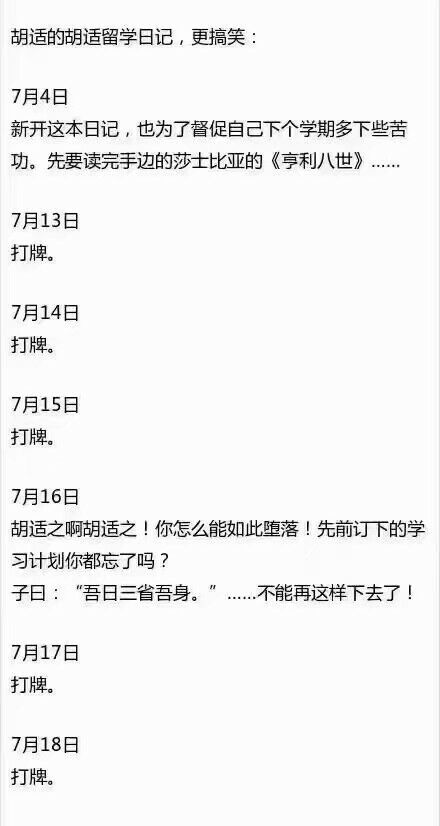 胡适的胡适留学日记，更搞笑：
7月4日
新开这本日记，也为了督促自己下个学期多下些苦
功。先要读完手边的莎士比亚的《亨利八世》……
7月13日
打牌。
7月14日
打牌。
7月15日
打牌。
7月16日
胡适之啊胡适之！你怎么能如此堕落！先前订下的学
习计划你都忘了吗？
子曰：“吾日三省吾身。”……不能再这样下去了！
7月17日
打牌。
7月18日
打牌。